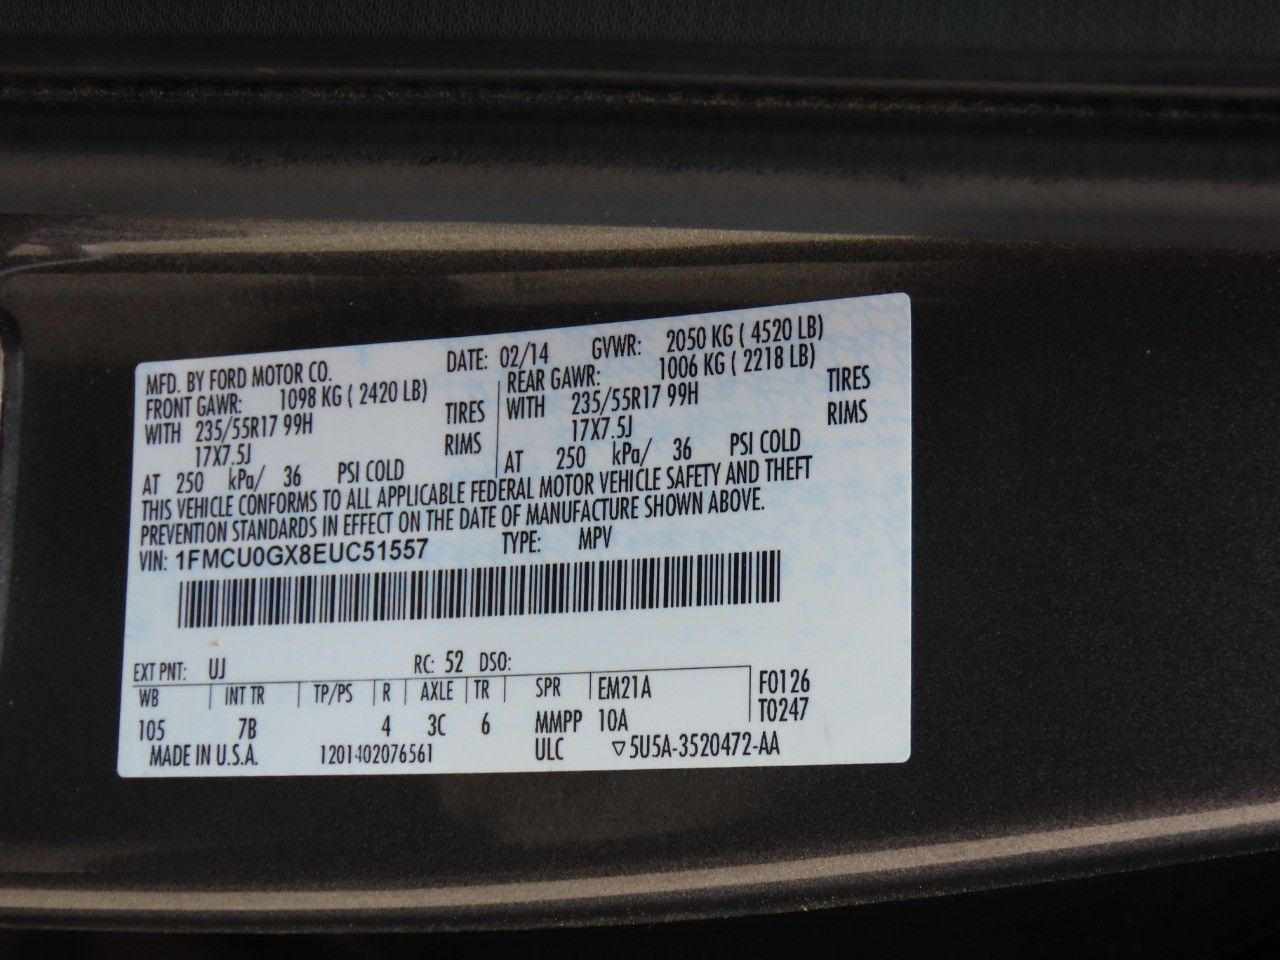 MFD. BY FORD MOTOR CO. DATE: 02/14 GVWR: 2050 KG ( 4520 LB)
FRONT GAWR: 1098 KG ( 2420 LB) REAR GAWR: 1006 KG ( 2218 LB)
WITH 235/55R17 99H TIRES WITH 235/55R17 99H TIRES
17X7.5J RIMS 17X7.5J RIMS
AT 250 kPa/ 36 PSI COLD AT 250 kPa/ 36 PSI COLD
THIS VEHICLE CONFORMS TO ALL APPLICABLE FEDERAL MOTOR VEHICLE SAFETY AND THEFT
PREVENTION STANDARDS IN EFFECT ON THE DATE OF MANUFACTURE SHOWN ABOVE.
VIN: 1FMCU0GX8EUC51557 TYPE: MPV
EXT PNT: UJ RC: 52 DSO:
WB INT TR TP/PS R AXLE TR SPR EM21A F0126
105 7B 4 3C 6 MMPP 10A T0247
MADE IN U.S.A. 1201402076561 ULC ▽5U5A-3520472-AA